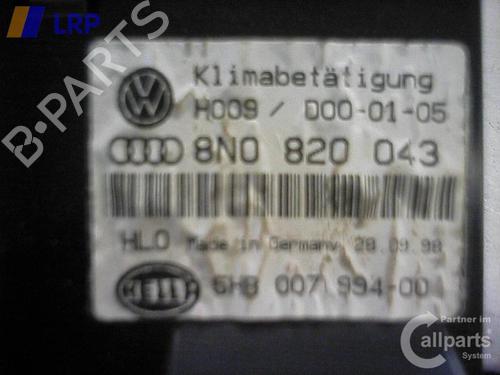 LRP
B-PARTS
Klimabetätigung
H009 / D00-01-05
8N0 820 043
HLO Made in Germany 28.09.98
HELLA 5HB 007 994-00
Partner im
Callparts
System